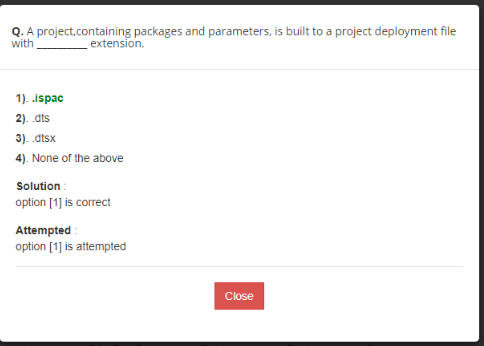 Q. A project,containing packages and parameters, is built to a project deployment file
with __________ extension.
1). .ispac
2). .dts
3). .dtsx
4). None of the above
Solution :
option [1] is correct
Attempted :
option [1] is attempted
Close